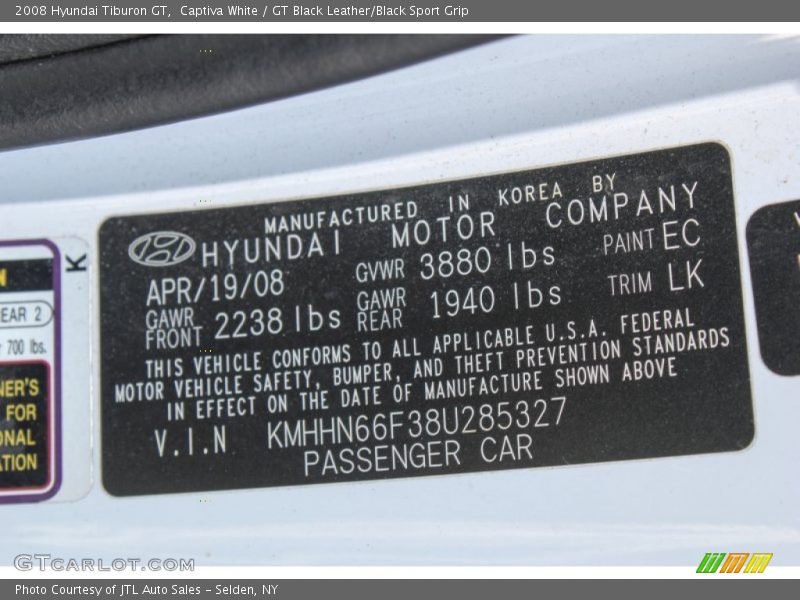 2008 Hyundai Tiburon GT, Captiva White / GT Black Leather/Black Sport Grip
MANUFACTURED IN KOREA BY
HYUNDAI MOTOR COMPANY
APR/19/08 GVWR 3880 lbs PAINT EC
GAWR FRONT 2238 lbs GAWR REAR 1940 lbs TRIM LK
THIS VEHICLE CONFORMS TO ALL APPLICABLE U.S.A. FEDERAL
MOTOR VEHICLE SAFETY, BUMPER, AND THEFT PREVENTION STANDARDS
IN EFFECT ON THE DATE OF MANUFACTURE SHOWN ABOVE
V.I.N KMHHN66F38U285327
PASSENGER CAR
K
N
EAR 2
700 lbs.
NER'S
FOR
ONAL
ATION
GTCARLOT.COM
Photo Courtesy of JTL Auto Sales - Selden, NY